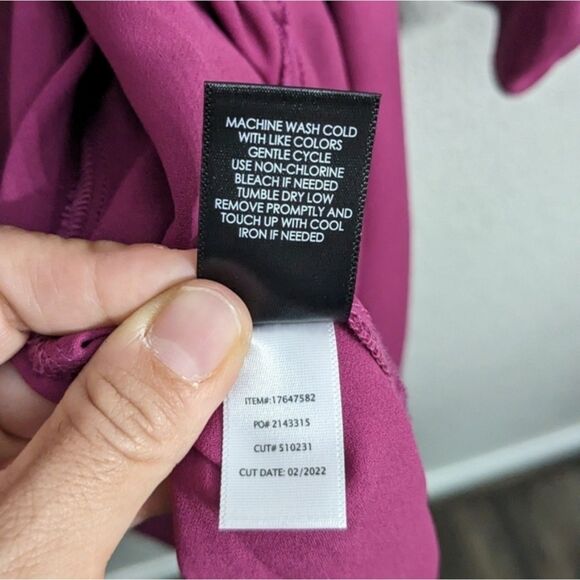 MACHINE WASH COLD
WITH LIKE COLORS
GENTLE CYCLE
USE NON-CHLORINE
BLEACH IF NEEDED
TUMBLE DRY LOW
REMOVE PROMPTLY AND
TOUCH UP WITH COOL
IRON IF NEEDED
ITEM#:17647582
PO# 2143315
CUT# 510231
CUT DATE: 02/2022